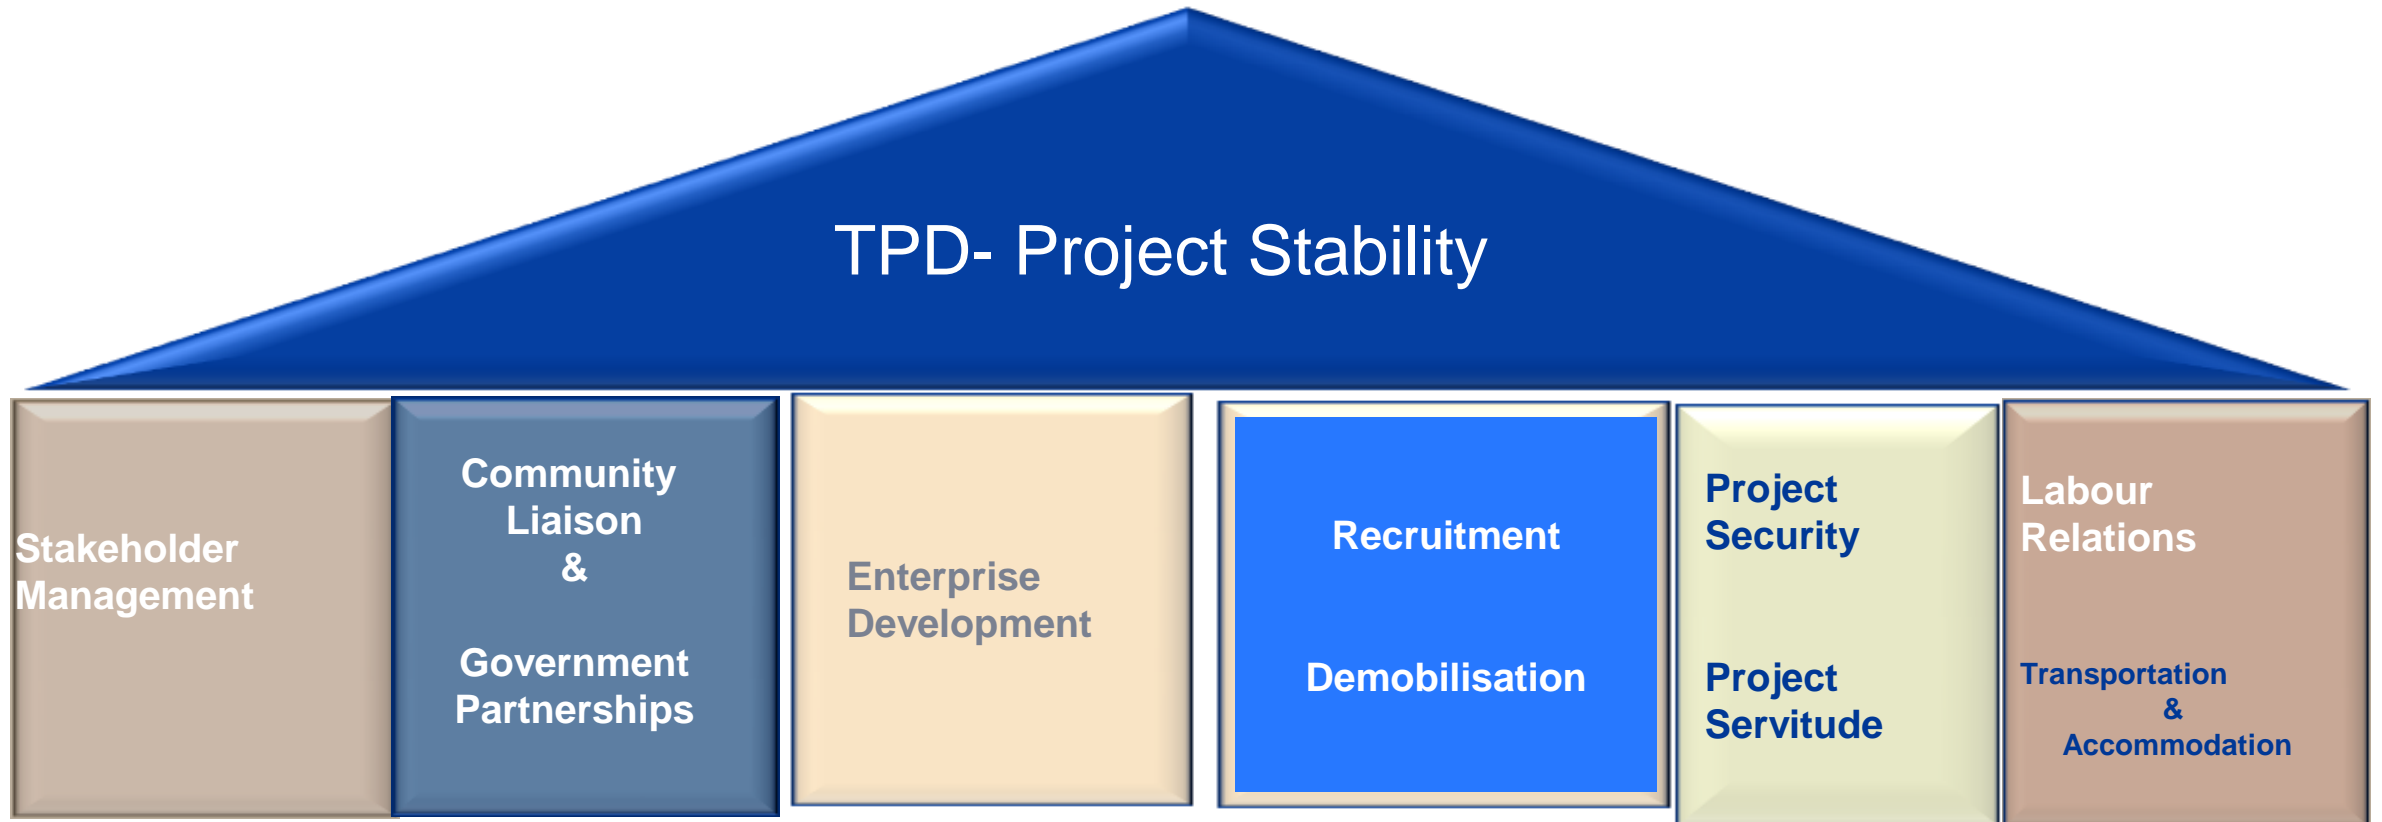 TPD- Project Stability
Stakeholder
Management
Community
Liaison
&
Government
Partnerships
Enterprise
Development
Recruitment
Demobilisation
Project
Security
Project
Servitude
Labour
Relations
Transportation
&
Accommodation